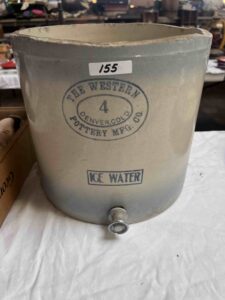 155
THE WESTERN
4
DENVER, COLO.
POTTERY MFG. CO.
ICE WATER